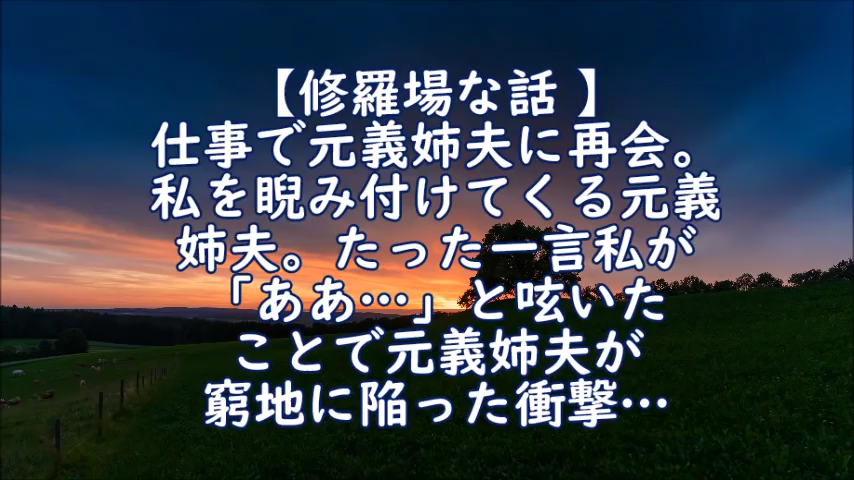 【修羅場な話 】
仕事で元義姉夫に再会。
私を睨み付けてくる元義
姉夫。たった一言私が
「ああ…」と呟いた
ことで元義姉夫が
窮地に陥った衝撃…